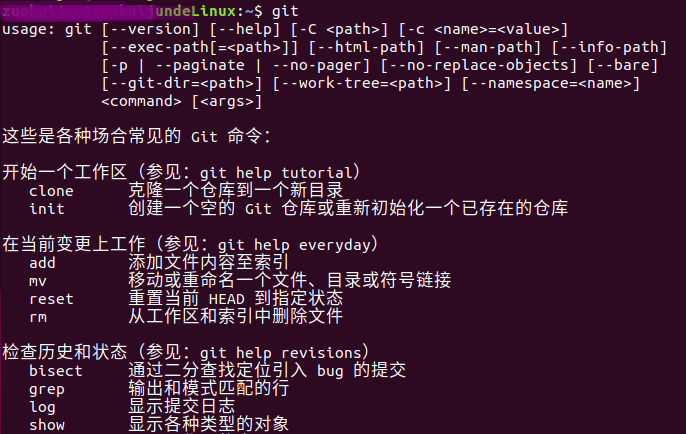 jundeLinux:~$ git
usage: git [--version] [--help] [-C <path>] [-c <name>=<value>]
[--exec-path[=<path>]] [--html-path] [--man-path] [--info-path]
[-p | --paginate | --no-pager] [--no-replace-objects] [--bare]
[--git-dir=<path>] [--work-tree=<path>] [--namespace=<name>]
<command> [<args>]
这些是各种场合常见的 Git 命令：
开始一个工作区（参见：git help tutorial）
clone 克隆一个仓库到一个新目录
init 创建一个空的 Git 仓库或重新初始化一个已存在的仓库
在当前变更上工作（参见：git help everyday）
add 添加文件内容至索引
mv 移动或重命名一个文件、目录或符号链接
reset 重置当前 HEAD 到指定状态
rm 从工作区和索引中删除文件
检查历史和状态（参见：git help revisions）
bisect 通过二分查找定位引入 bug 的提交
grep 输出和模式匹配的行
log 显示提交日志
show 显示各种类型的对象